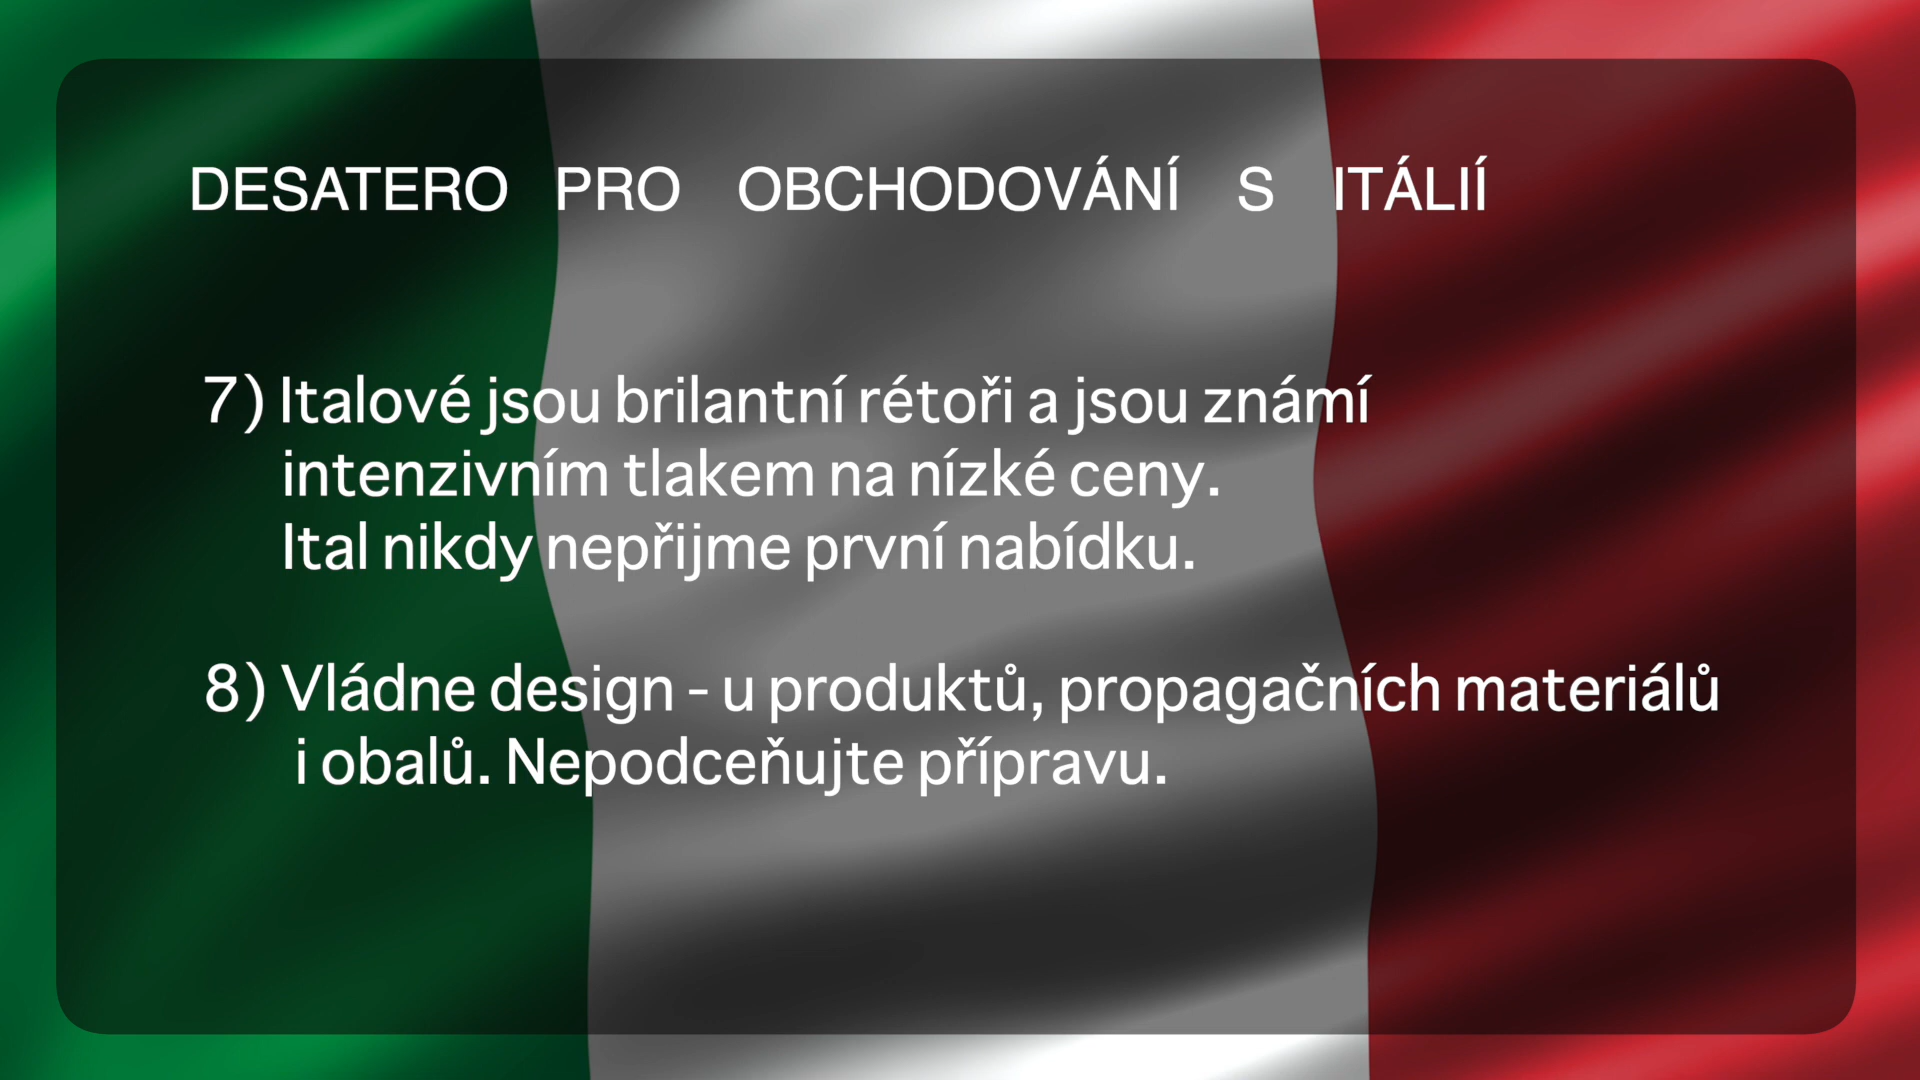 DESATERO PRO OBCHODOVÁNÍ S ITÁLIÍ
7) Italové jsou brilantní rétoři a jsou známí
intenzivním tlakem na nízké ceny.
Ital nikdy nepřijme první nabídku.
8) Vládne design - u produktů, propagačních materiálů
i obalů. Nepodceňujte přípravu.